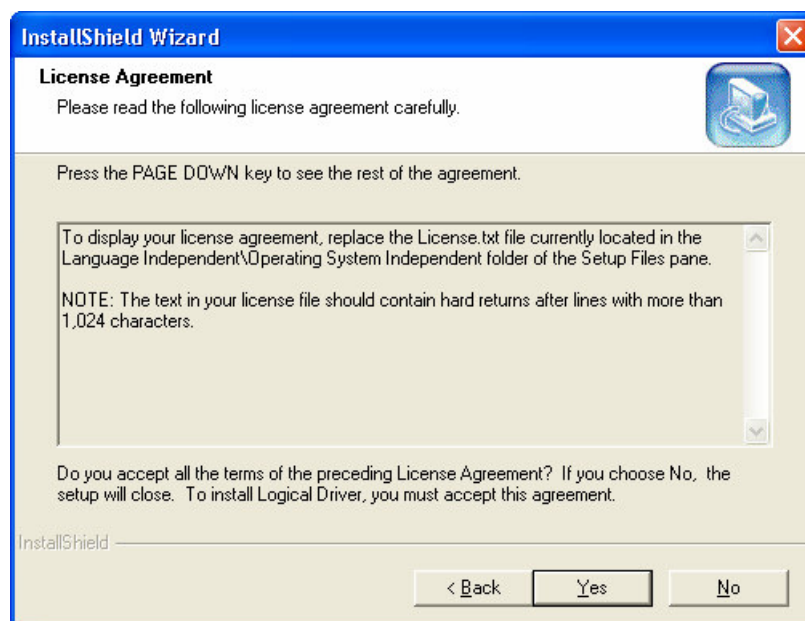 InstallShield Wizard
License Agreement
Please read the following license agreement carefully.
Press the PAGE DOWN key to see the rest of the agreement.
To display your license agreement, replace the License.txt file currently located in the
Language Independent\Operating System Independent folder of the Setup Files pane.
NOTE: The text in your license file should contain hard returns after lines with more than
1,024 characters.
Do you accept all the terms of the preceding License Agreement? If you choose No, the
setup will close. To install Logical Driver, you must accept this agreement.
InstallShield
< Back
Yes
No